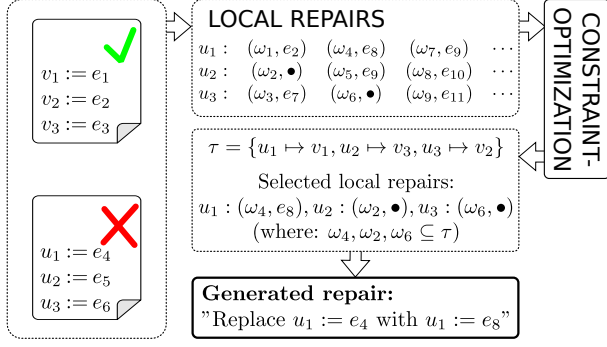 v₁ := e₁
v₂ := e₂
v₃ := e₃
u₁ := e₄
u₂ := e₅
u₃ := e₆
LOCAL REPAIRS
u₁ : (ω₁, e₂) (ω₄, e₈) (ω₇, e₉) ⋯
u₂ : (ω₂, •) (ω₅, e₉) (ω₈, e₁₀) ⋯
u₃ : (ω₃, e₇) (ω₆, •) (ω₉, e₁₁) ⋯
CONSTRAINT-
OPTIMIZATION
τ = {u₁ ↦ v₁, u₂ ↦ v₃, u₃ ↦ v₂}
Selected local repairs:
u₁ : (ω₄, e₈), u₂ : (ω₂, •), u₃ : (ω₆, •)
(where: ω₄, ω₂, ω₆ ⊆ τ)
Generated repair:
"Replace u₁ := e₄ with u₁ := e₈"